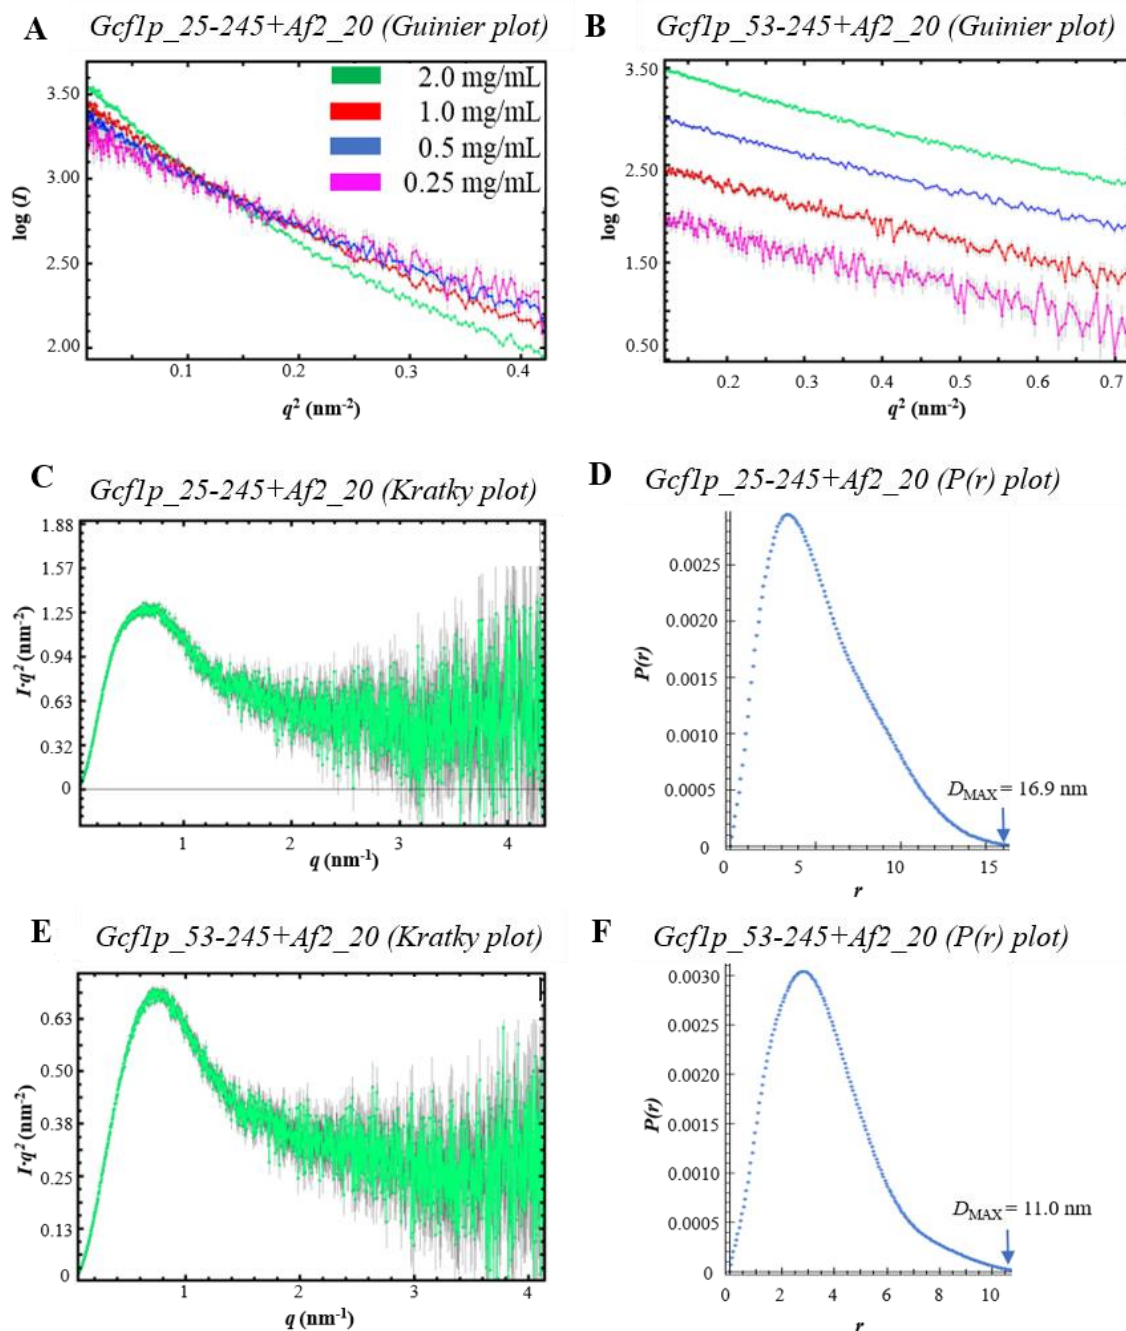 A Gcf1p_25-245+Af2_20 (Guinier plot)
3.50
3.00
2.50
2.00
log (I)
2.0 mg/mL
1.0 mg/mL
0.5 mg/mL
0.25 mg/mL
0.1 0.2 0.3 0.4
q² (nm⁻²)
B Gcf1p_53-245+Af2_20 (Guinier plot)
3.50
2.50
1.50
0.50
log (I)
0.2 0.3 0.4 0.5 0.6 0.7
q² (nm⁻²)
C Gcf1p_25-245+Af2_20 (Kratky plot)
1.88
1.57
1.25
0.94
0.63
0.32
0
I·q² (nm⁻²)
1 2 3 4
q (nm⁻¹)
D Gcf1p_25-245+Af2_20 (P(r) plot)
0.0025
0.0020
0.0015
0.0010
0.0005
0
P(r)
DMAX = 16.9 nm
0 5 10 15
r
E Gcf1p_53-245+Af2_20 (Kratky plot)
0.63
0.50
0.38
0.25
0.13
0
I·q² (nm⁻²)
1 2 3 4
q (nm⁻¹)
F Gcf1p_53-245+Af2_20 (P(r) plot)
0.0030
0.0020
0.0030
0.0015
0.0010
0.0005
0
P(r)
DMAX = 11.0 nm
0 2 4 6 8 10
r